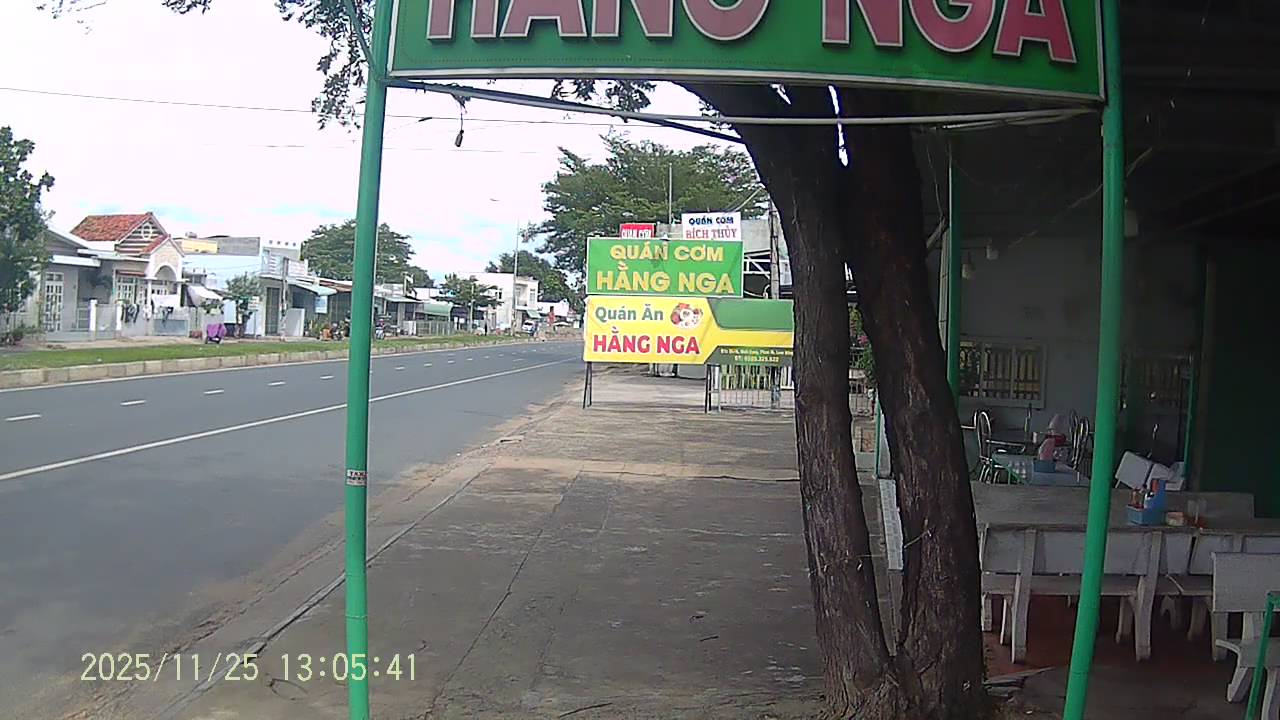 HẰNG NGA
QUÁN CƠM
BÍCH THỦY
QUÁN CƠM
HẰNG NGA
Quán Ăn
HẰNG NGA
2025/11/25 13:05:41